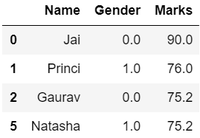 Name Gender Marks
0 Jai 0.0 90.0
1 Princi 1.0 76.0
2 Gaurav 0.0 75.2
5 Natasha 1.0 75.2